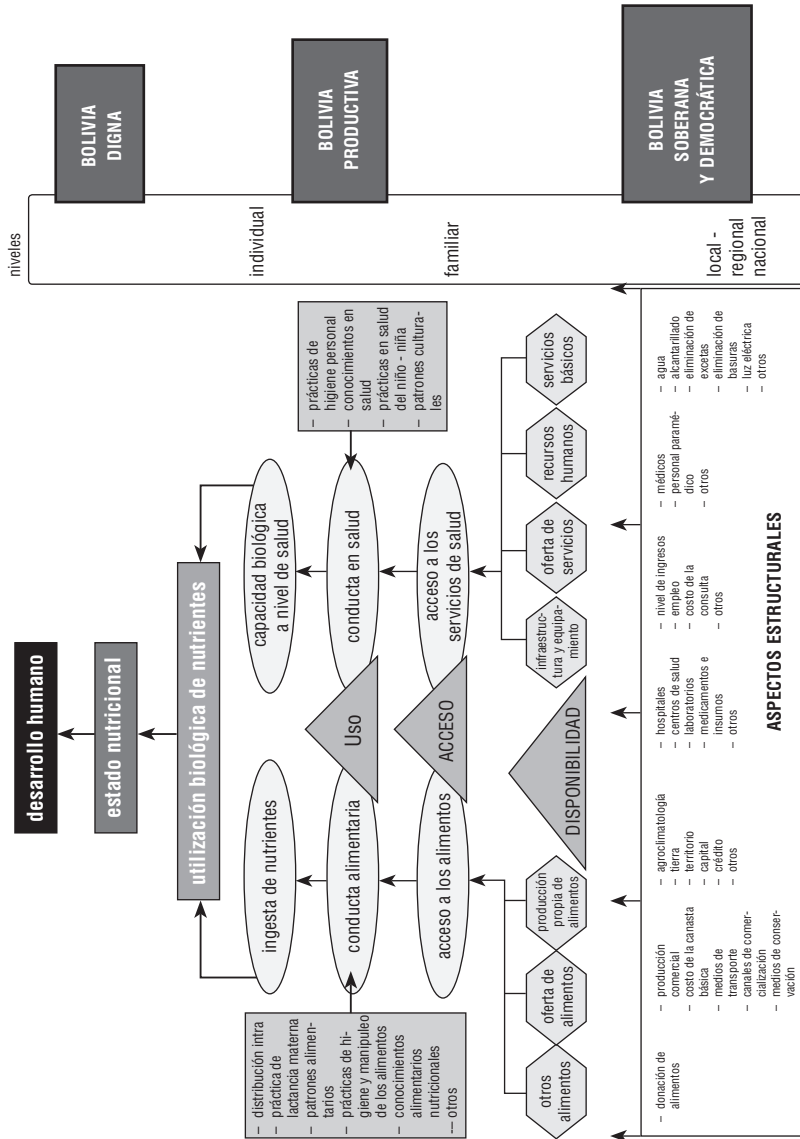 desarrollo humano
estado nutricional
utilización biológica de nutrientes
ingesta de nutrientes
capacidad biológica
a nivel de salud
– distribución intra
– práctica de
lactancia materna
– patrones alimen-
tarios
– prácticas de hi-
giene y manipuleo
de los alimentos
– conocimientos
alimentarios
nutricionales
-– otros
conducta alimentaria
Uso
conducta en salud
– prácticas de
higiene personal
– conocimientos en
salud
– prácticas en salud
del niño - niña
– patrones cultura-
les
acceso a los alimentos
ACCESO
acceso a los
servicios de salud
otros
alimentos
oferta de
alimentos
producción
propia de
alimentos
DISPONIBILIDAD
infraestruc-
tura y equipa-
miento
oferta de
servicios
recursos
humanos
servicios
básicos
– donación de
alimentos
– producción
comercial
– costo de la canasta
básica
– medios de
transporte
– canales de comer-
cialización
– medios de conser-
vación
– agroclimatología
– tierra
– territorio
– capital
– crédito
– otros
– hospitales
– centros de salud
– laboratorios
– medicamentos e
insumos
– otros
– nivel de ingresos
– empleo
– costo de la
consulta
– otros
– médicos
– personal paramé-
dico
– otros
– agua
– alcantarillado
– eliminación de
excetas
– eliminación de
basuras
– luz eléctrica
– otros
ASPECTOS ESTRUCTURALES
niveles
individual
familiar
local -
regional
nacional
BOLIVIA
DIGNA
BOLIVIA
PRODUCTIVA
BOLIVIA
SOBERANA
Y DEMOCRÁTICA